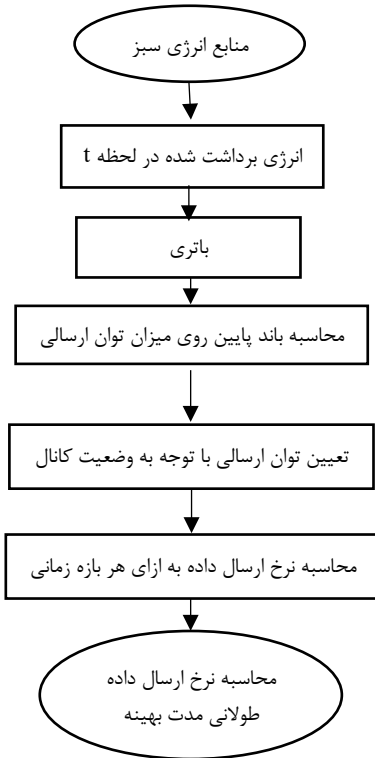 منابع انرژی سبز
انرژی برداشت شده در لحظه t
باتری
محاسبه باند پایین روی میزان توان ارسالی
تعیین توان ارسالی با توجه به وضعیت کانال
محاسبه نرخ ارسال داده به ازای هر بازه زمانی
محاسبه نرخ ارسال داده
طولانی مدت بهینه